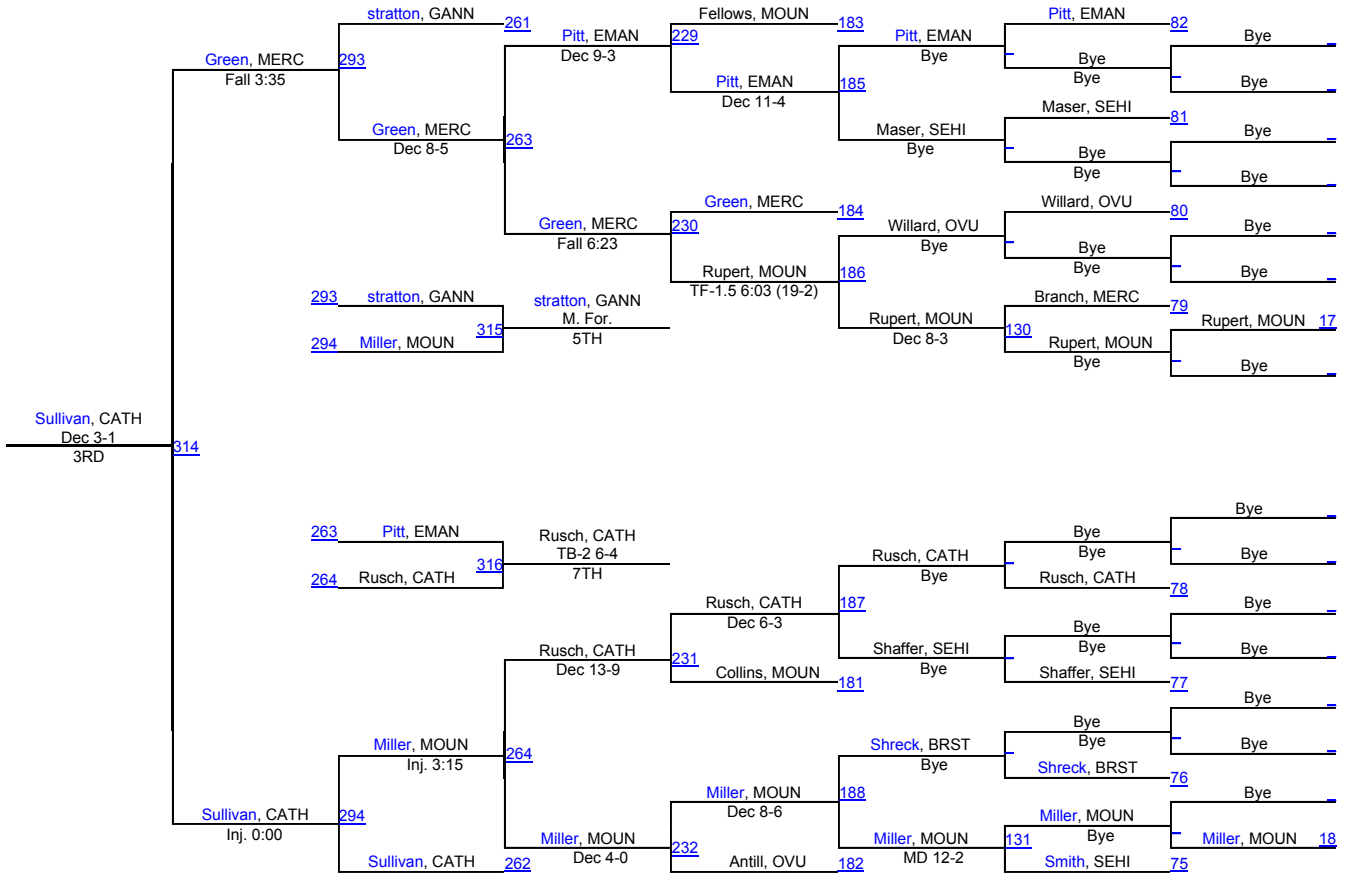 stratton, GANN
261
Fellows, MOUN
183
Pitt, EMAN
82
Bye
Pitt, EMAN
229
Dec 9-3
Pitt, EMAN
Bye
Bye
Bye
Green, MERC
293
Fall 3:35
Pitt, EMAN
185
Dec 11-4
Bye
Maser, SEHI
81
Green, MERC
263
Dec 8-5
Maser, SEHI
Bye
Bye
Bye
Bye
Bye
Green, MERC
184
Willard, OVU
80
Green, MERC
230
Fall 6:23
Willard, OVU
Bye
Bye
Bye
Bye
Rupert, MOUN
186
TF-1.5 6:03 (19-2)
Bye
293
stratton, GANN
stratton, GANN
M. For.
5TH
315
294
Miller, MOUN
Branch, MERC
79
Rupert, MOUN
130
Dec 8-3
Rupert, MOUN
17
Rupert, MOUN
Bye
Bye
Sullivan, CATH
Dec 3-1
3RD
314
Bye
263
Pitt, EMAN
Rusch, CATH
TB-2 6-4
7TH
316
264
Rusch, CATH
Bye
Bye
Rusch, CATH
Bye
Bye
Rusch, CATH
78
Rusch, CATH
187
Dec 6-3
Bye
Bye
Bye
Rusch, CATH
231
Dec 13-9
Shaffer, SEHI
Bye
Bye
Collins, MOUN
181
Shaffer, SEHI
77
Bye
Miller, MOUN
264
Inj. 3:15
Shreck, BRST
Bye
Bye
Bye
Bye
Shreck, BRST
76
Miller, MOUN
188
Dec 8-6
Bye
Sullivan, CATH
294
Inj. 0:00
Miller, MOUN
232
Dec 4-0
Miller, MOUN
131
MD 12-2
Miller, MOUN
Bye
Miller, MOUN
18
Sullivan, CATH
262
Antill, OVU
182
Smith, SEHI
75